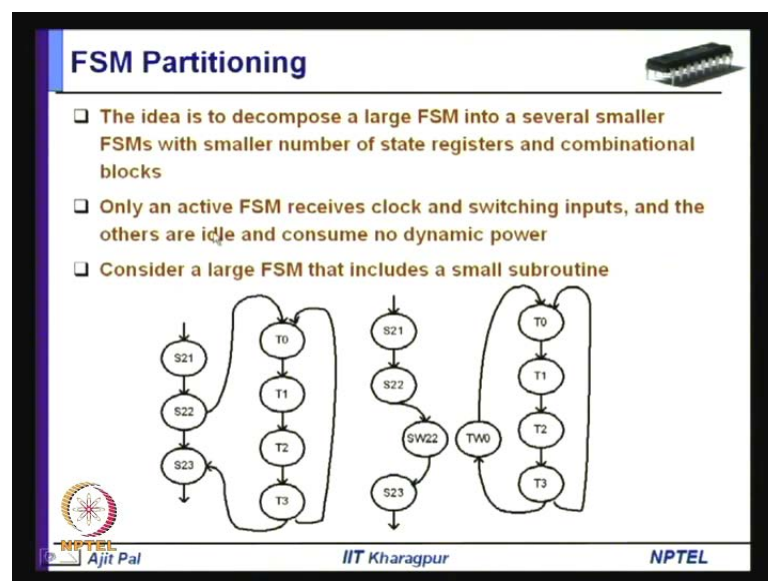 FSM Partitioning
The idea is to decompose a large FSM into a several smaller
FSMs with smaller number of state registers and combinational
blocks
Only an active FSM receives clock and switching inputs, and the
others are idle and consume no dynamic power
Consider a large FSM that includes a small subroutine
S21
S22
S23
T0
T1
T2
T3
S21
S22
SW22
S23
TW0
T0
T1
T2
T3
NPTEL
Ajit Pal IIT Kharagpur NPTEL